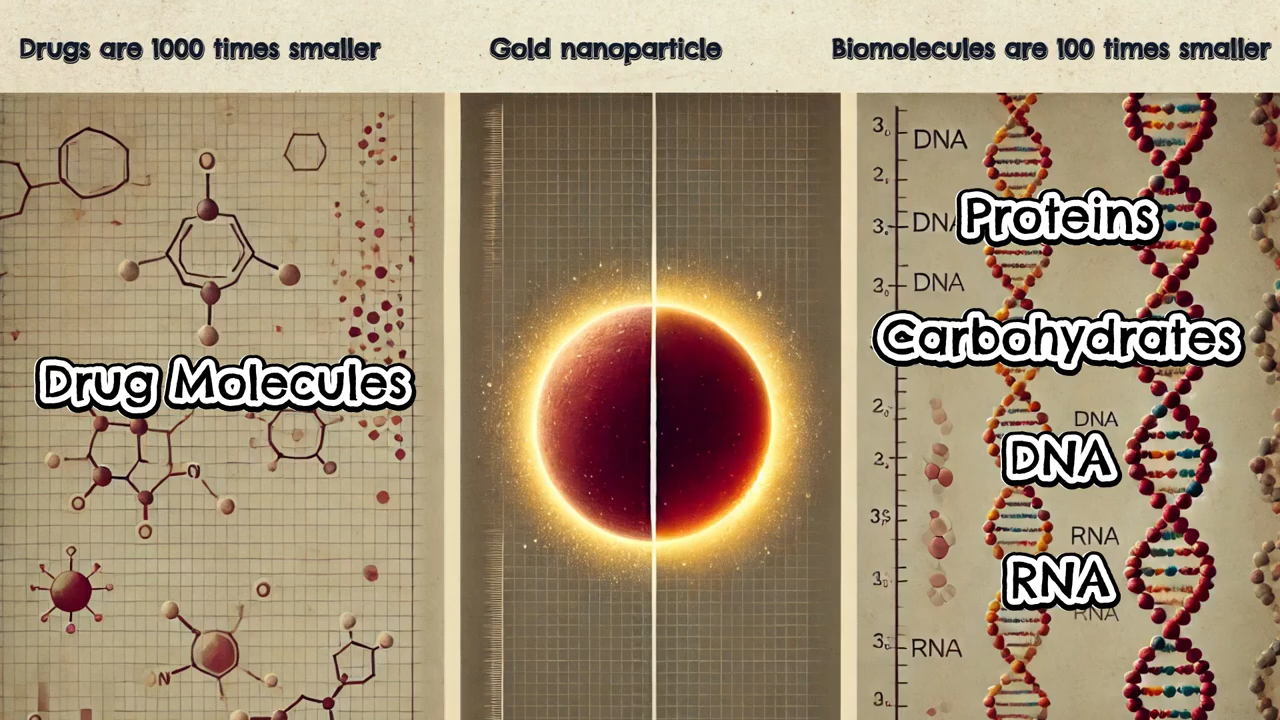 Drugs are 1000 times smaller
Gold nanoparticle
Biomolecules are 100 times smaller
Drug Molecules
O
N
DNA
DNA
DNA
Proteins
Carbohydrates
DNA
DNA
RNA
RNA
RNA
RNA